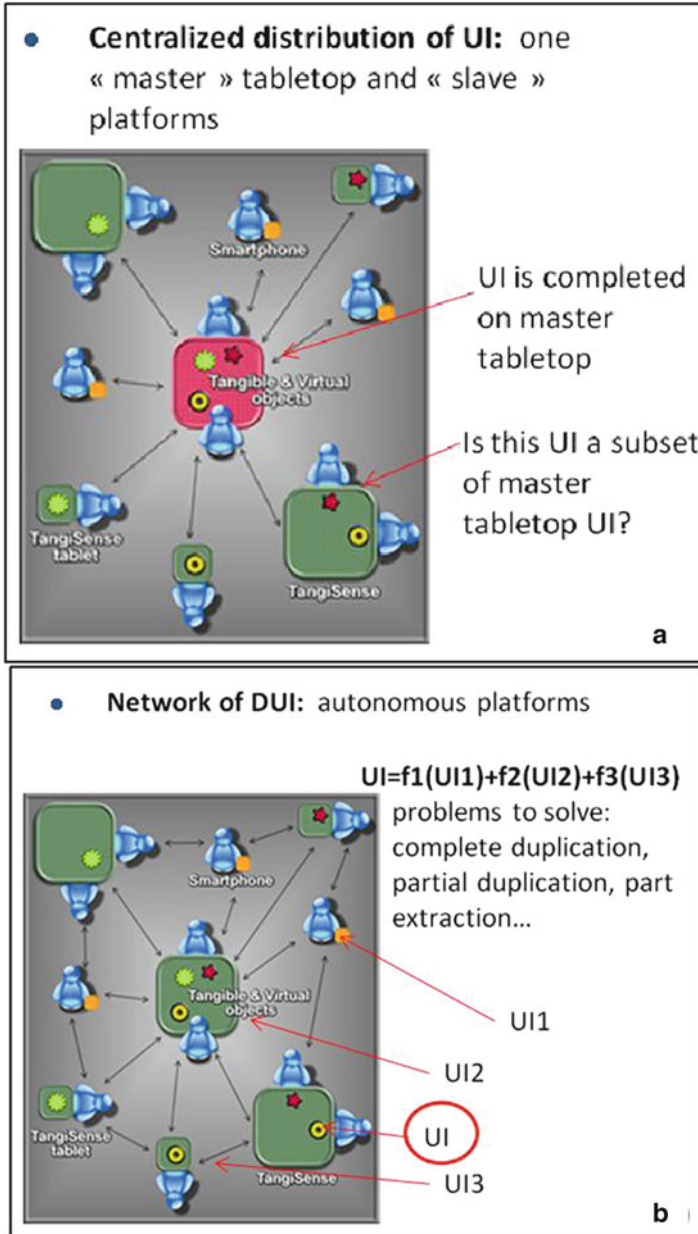 • Centralized distribution of UI: one
« master » tabletop and « slave »
platforms
Smartphone
UI is completed
on master
tabletop
Tangible & Virtual
objects
Is this UI a subset
of master
tabletop UI?
TangiSense
tablet
TangiSense
a
• Network of DUI: autonomous platforms
UI=f1(UI1)+f2(UI2)+f3(UI3)
problems to solve:
complete duplication,
partial duplication, part
extraction...
Smartphone
Tangible & Virtual
objects
UI1
UI2
UI
TangiSense
tablet
TangiSense
UI3
b